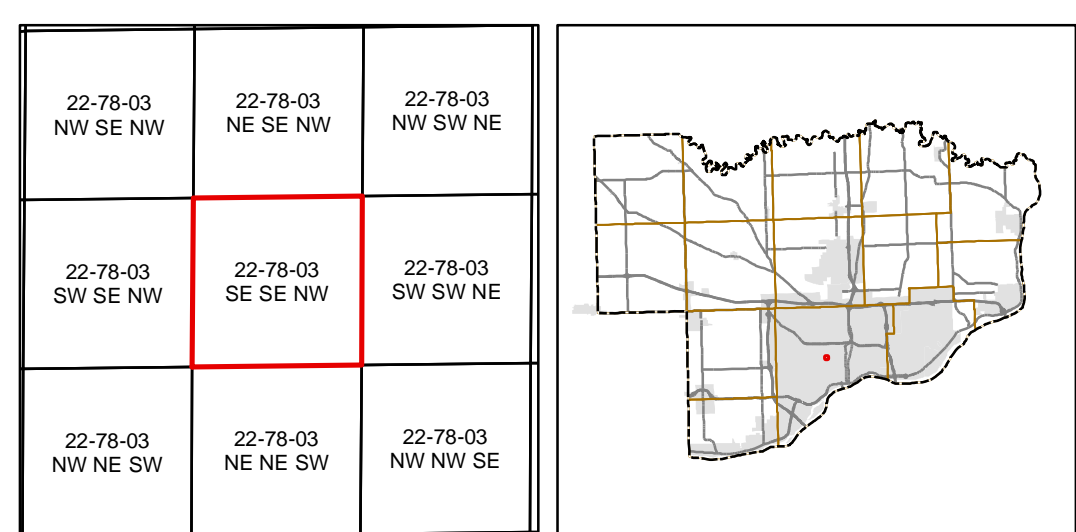 22-78-03
NW SE NW
22-78-03
NE SE NW
22-78-03
NW SW NE
22-78-03
SW SE NW
22-78-03
SE SE NW
22-78-03
SW SW NE
22-78-03
NW NE SW
22-78-03
NE NE SW
22-78-03
NW NW SE